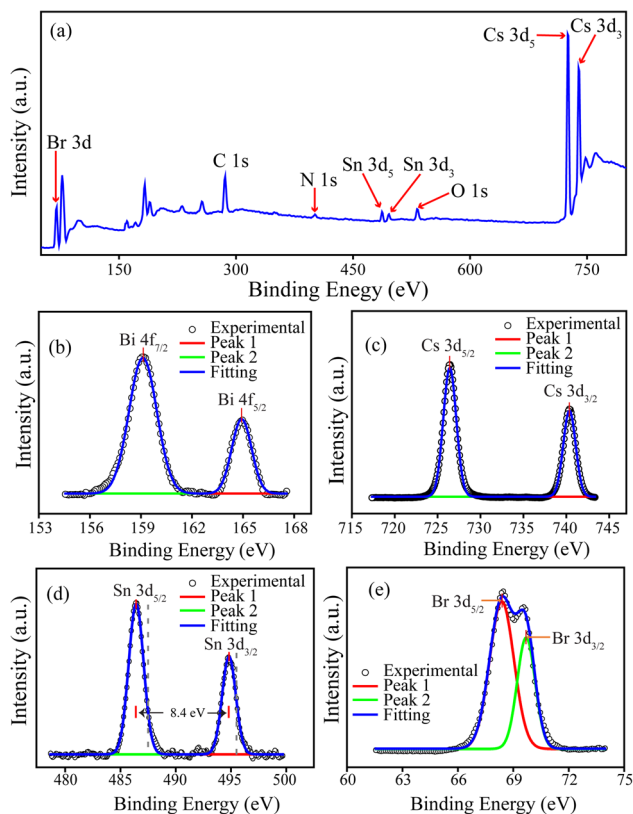 (a)
Cs 3d5
Cs 3d3
Br 3d
C 1s
N 1s
Sn 3d5
Sn 3d3
O 1s
Intensity (a.u.)
150 300 450 600 750
Binding Enegy (eV)
(b)
Bi 4f7/2
Bi 4f5/2
Experimental
Peak 1
Peak 2
Fitting
Intensity (a.u.)
153 156 159 162 165 168
Binding Energy (eV)
(c)
Cs 3d5/2
Cs 3d3/2
Experimental
Peak 1
Peak 2
Fitting
Intensity (a.u.)
715 720 725 730 735 740 745
Binding Energy (eV)
(d)
Sn 3d5/2
Sn 3d3/2
Experimental
Peak 1
Peak 2
Fitting
8.4 eV
Intensity (a.u.)
480 485 490 495 500
Binding Energy (eV)
(e)
Br 3d5/2
Br 3d3/2
Experimental
Peak 1
Peak 2
Fitting
Intensity (a.u.)
60 63 66 69 72 75
Binding Energy (eV)